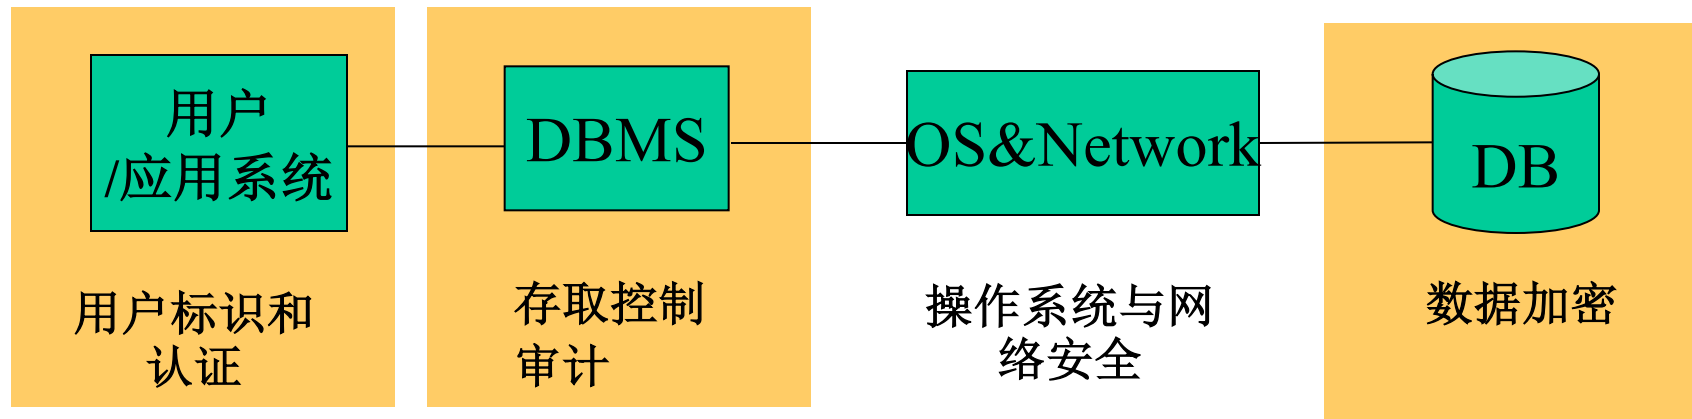 用户
/应用系统
DBMS
OS&Network
DB
用户标识和
认证
存取控制
审计
操作系统与网
络安全
数据加密